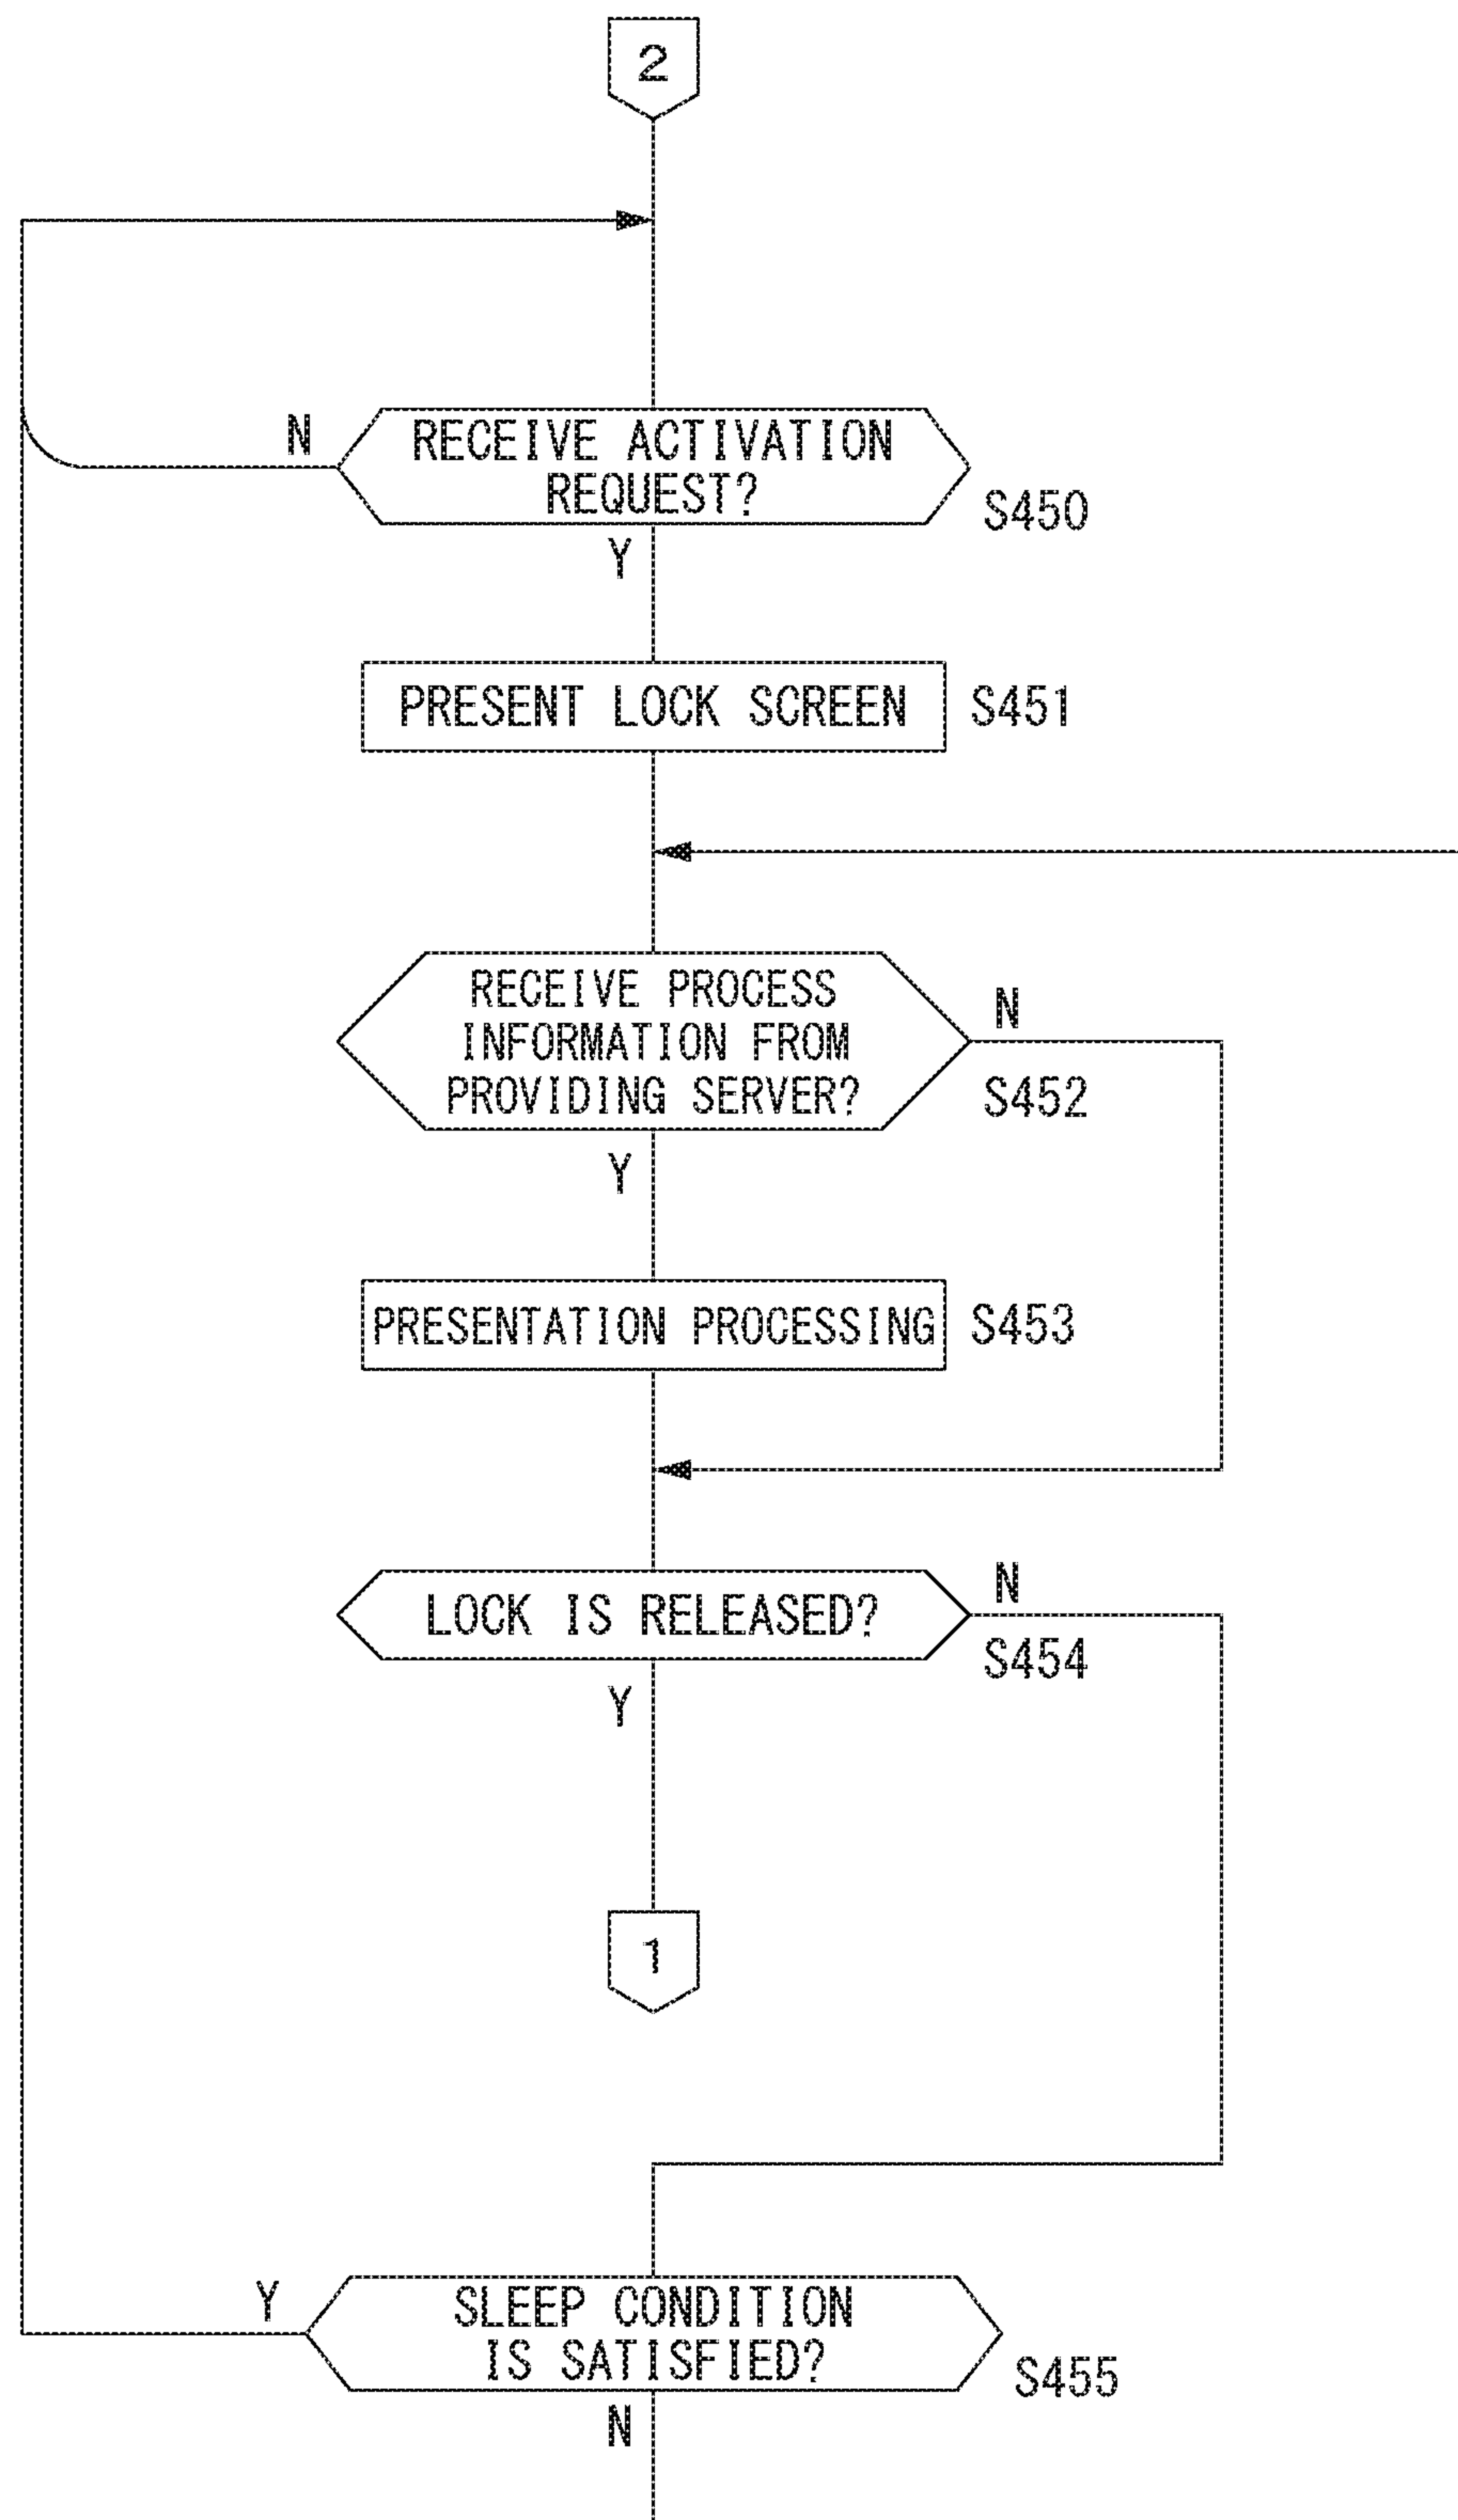 2
N
RECEIVE ACTIVATION
REQUEST?
S450
Y
PRESENT LOCK SCREEN
S451
RECEIVE PROCESS
INFORMATION FROM
PROVIDING SERVER?
N
S452
Y
PRESENTATION PROCESSING
S453
LOCK IS RELEASED?
N
S454
Y
1
Y
SLEEP CONDITION
IS SATISFIED?
S455
N